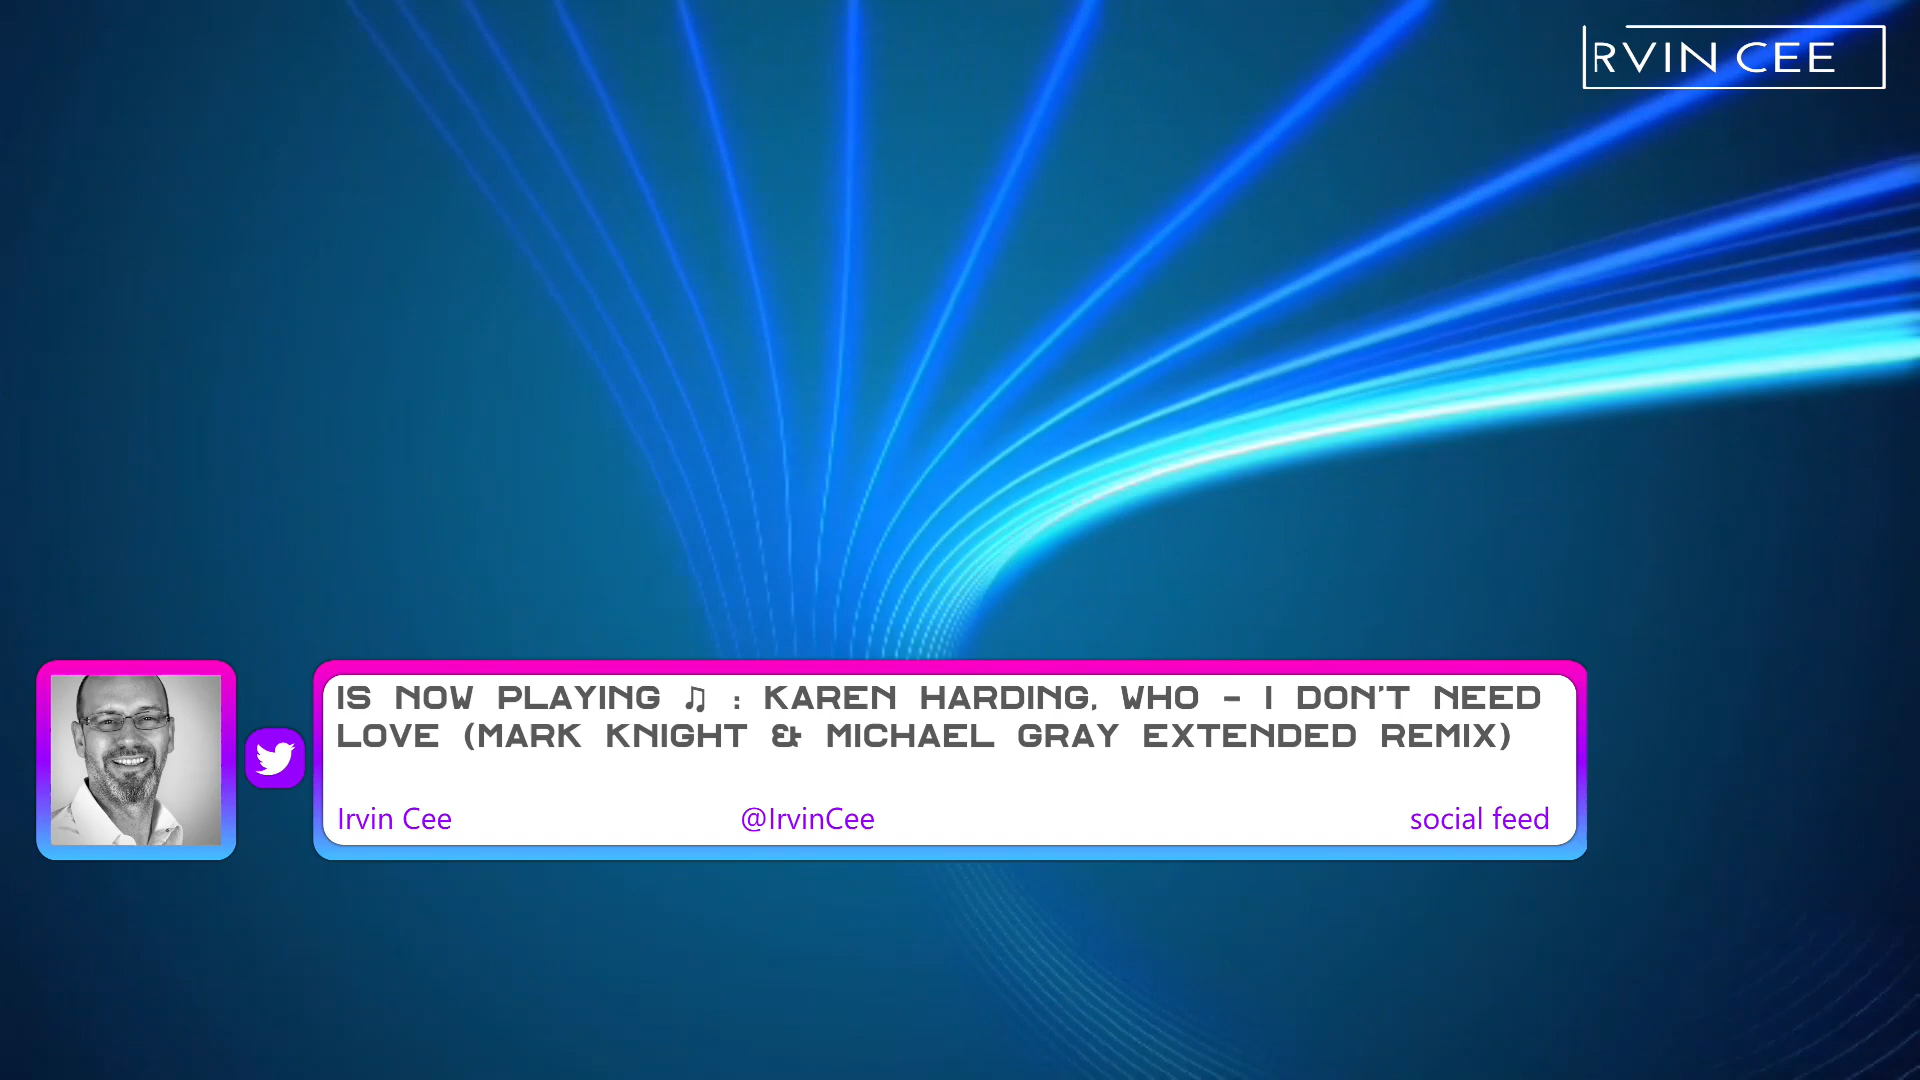 RVIN CEE
IS NOW PLAYING ♫ : KAREN HARDING, WHO - I DON'T NEED
LOVE (MARK KNIGHT & MICHAEL GRAY EXTENDED REMIX)
Irvin Cee @IrvinCee social feed